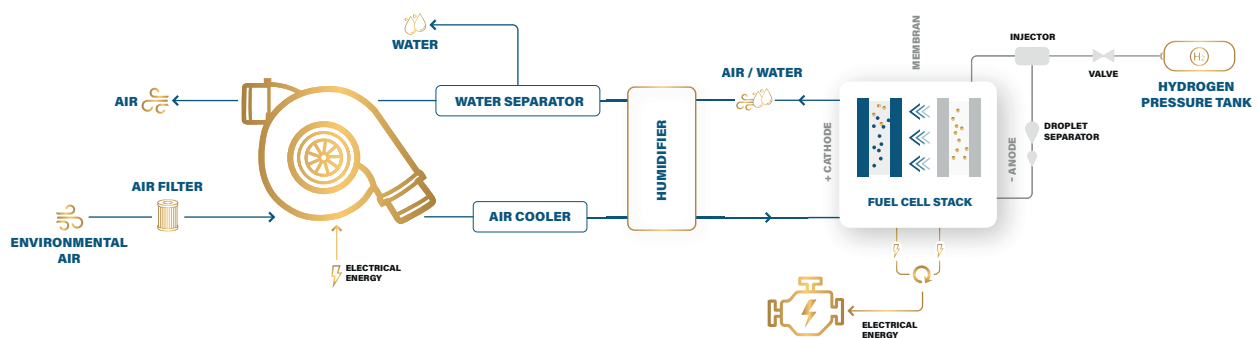 WATER
AIR
WATER SEPARATOR
AIR / WATER
HUMIDIFIER
MEMBRAN
INJECTOR
VALVE
H₂
HYDROGEN
PRESSURE TANK
DROPLET
SEPARATOR
+ CATHODE
- ANODE
FUEL CELL STACK
AIR FILTER
ENVIRONMENTAL
AIR
AIR COOLER
ELECTRICAL
ENERGY
ELECTRICAL
ENERGY